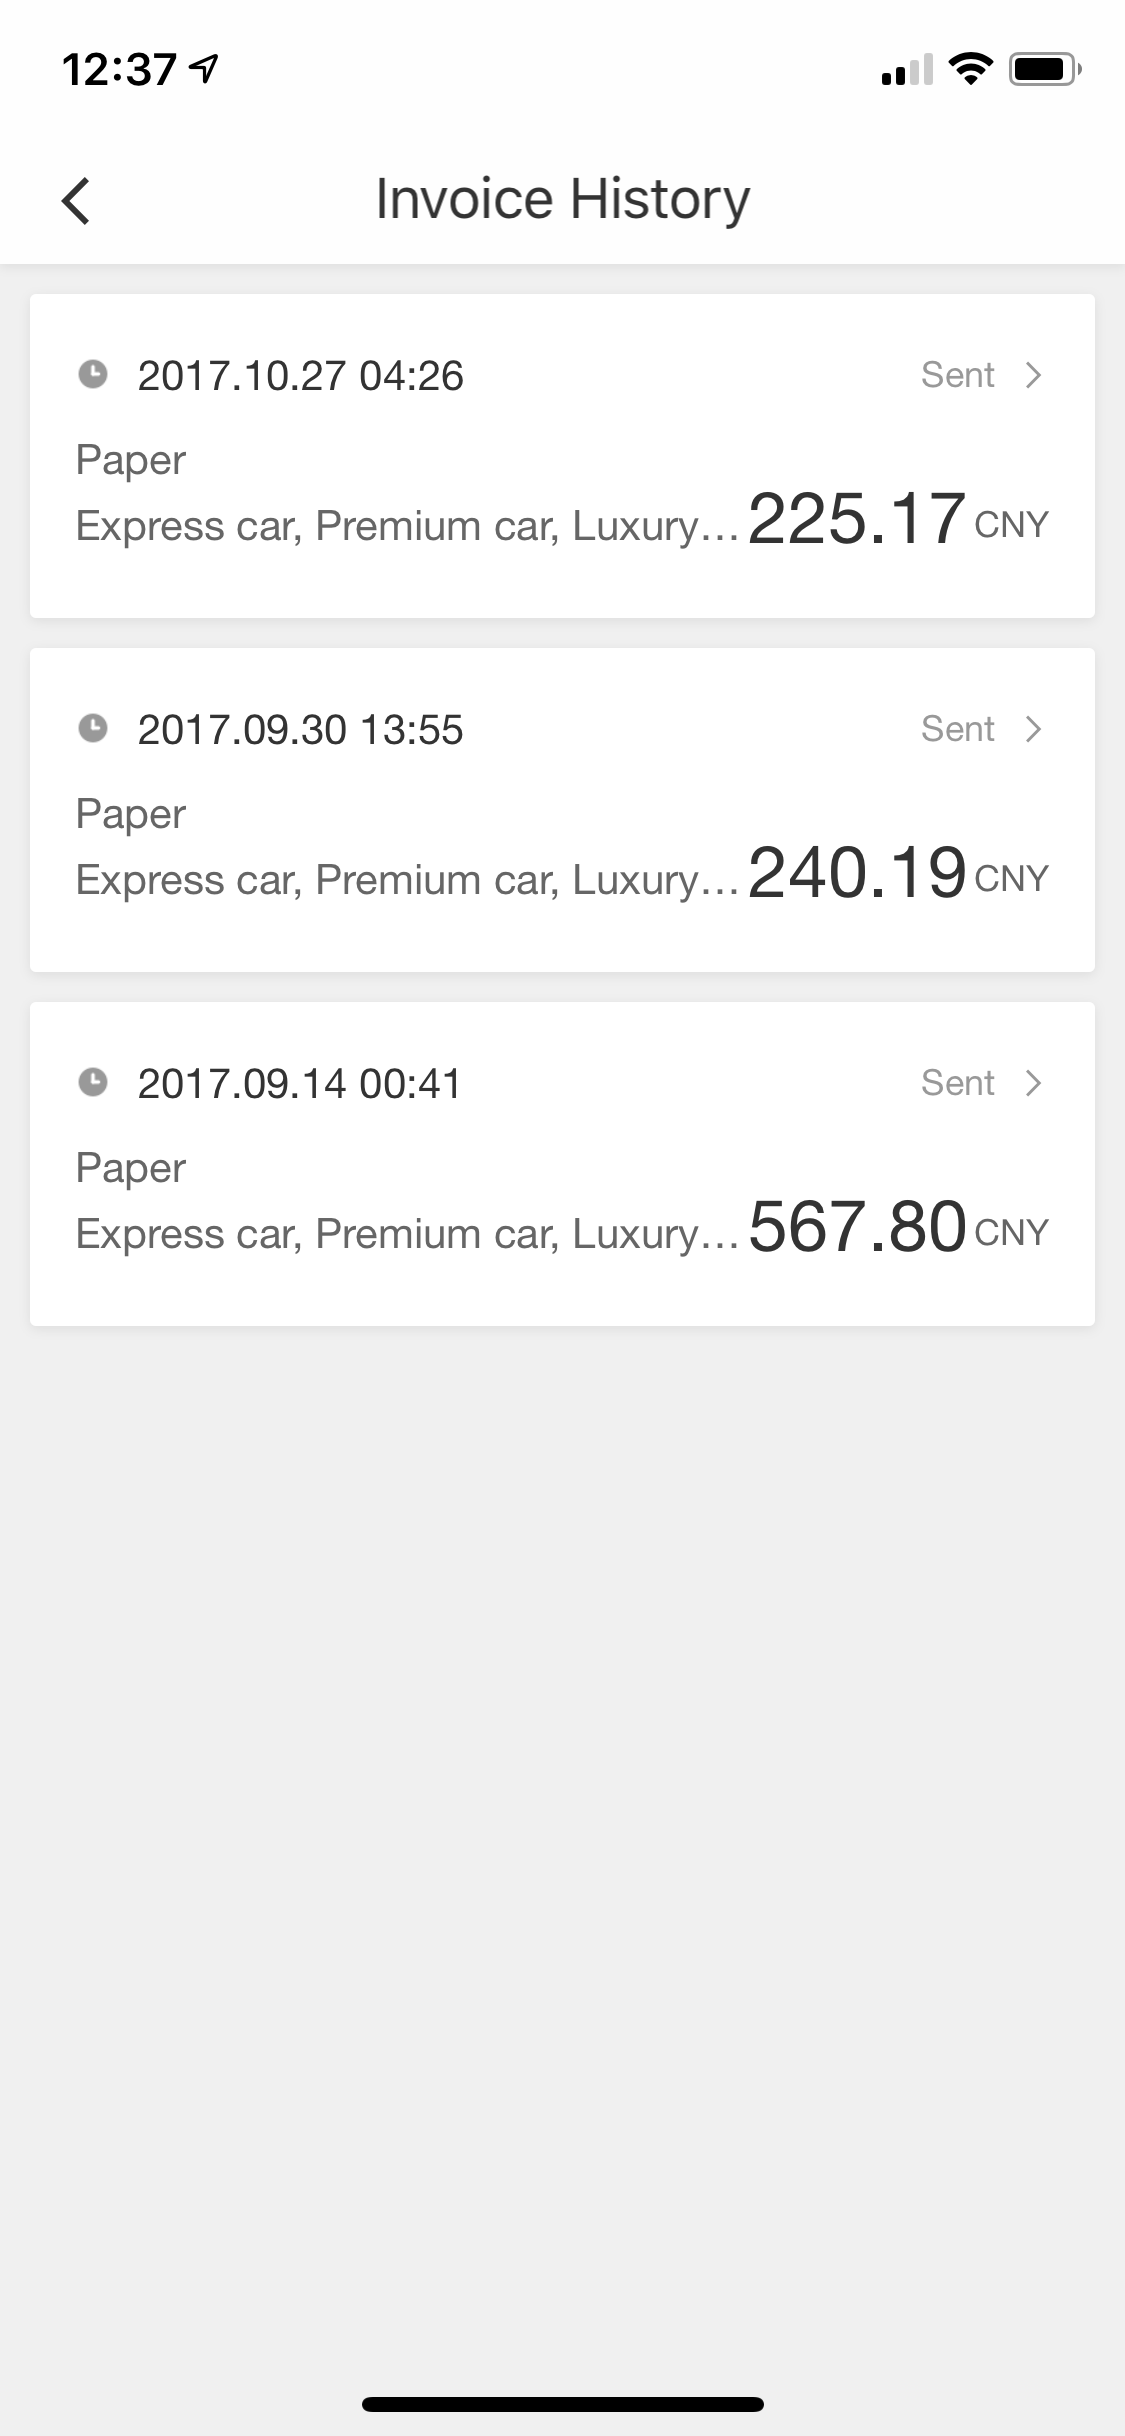 12:37
Invoice History
2017.10.27 04:26 Sent
Paper
Express car, Premium car, Luxury... 225.17 CNY
2017.09.30 13:55 Sent
Paper
Express car, Premium car, Luxury... 240.19 CNY
2017.09.14 00:41 Sent
Paper
Express car, Premium car, Luxury... 567.80 CNY